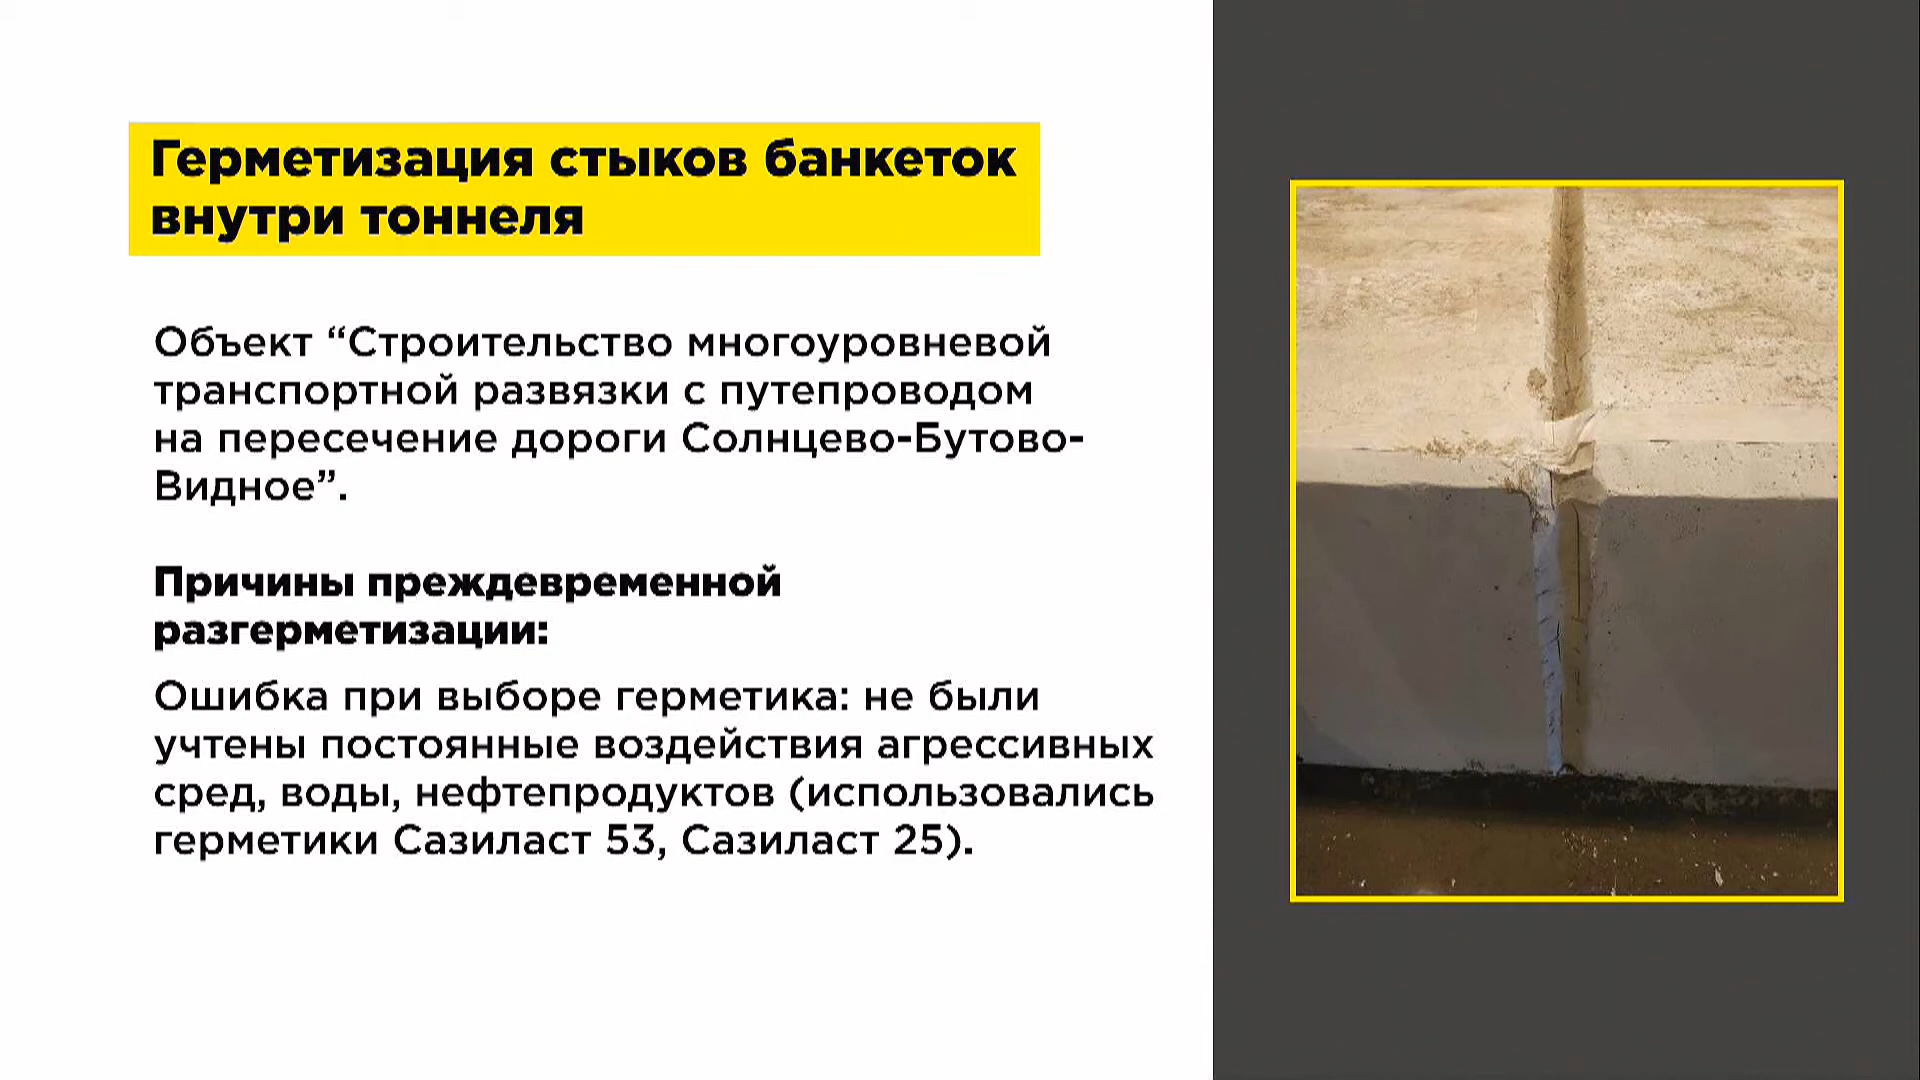 Герметизация стыков банкеток
внутри тоннеля
Объект “Строительство многоуровневой
транспортной развязки с путепроводом
на пересечение дороги Солнцево-Бутово-
Видное”.
Причины преждевременной
разгерметизации:
Ошибка при выборе герметика: не были
учтены постоянные воздействия агрессивных
сред, воды, нефтепродуктов (использовались
герметики Сазиласт 53, Сазиласт 25).